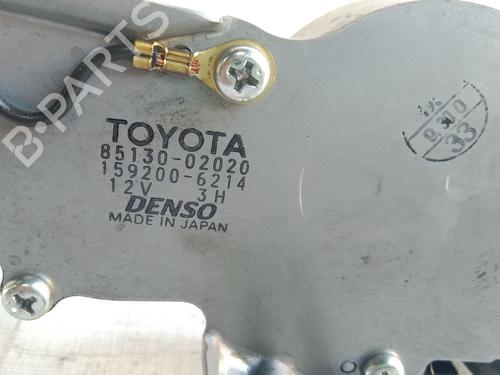 B-PARTS
TOYOTA
85130-02020
159200-6214
12V 3H
DENSO
MADE IN JAPAN
33